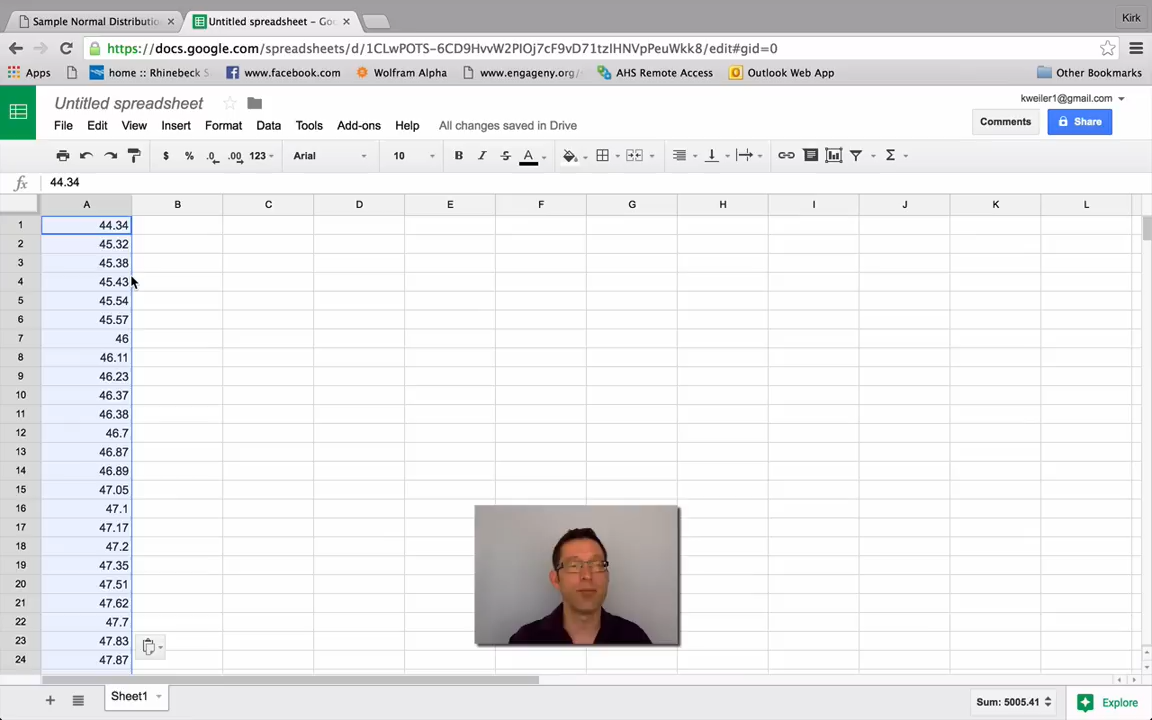 Sample Normal Distributio
Untitled spreadsheet - Goo
Kirk
https://docs.google.com/spreadsheets/d/1CLwPOTS-6CD9HvvW2PIOj7cF9vD71tzIHNVpPeuWkk8/edit#gid=0
Apps
home :: Rhinebeck S
www.facebook.com
Wolfram Alpha
www.engageny.org/
AHS Remote Access
Outlook Web App
Other Bookmarks
Untitled spreadsheet
kweiler1@gmail.com
File Edit View Insert Format Data Tools Add-ons Help All changes saved in Drive
Comments
Share
$ % .0 .00 123 Arial 10 B I S A Σ
fx 44.34
A B C D E F G H I J K L
1 44.34
2 45.32
3 45.38
4 45.43
5 45.54
6 45.57
7 46
8 46.11
9 46.23
10 46.37
11 46.38
12 46.7
13 46.87
14 46.89
15 47.05
16 47.1
17 47.17
18 47.2
19 47.35
20 47.51
21 47.62
22 47.7
23 47.83
24 47.87
Sheet1
Sum: 5005.41
Explore